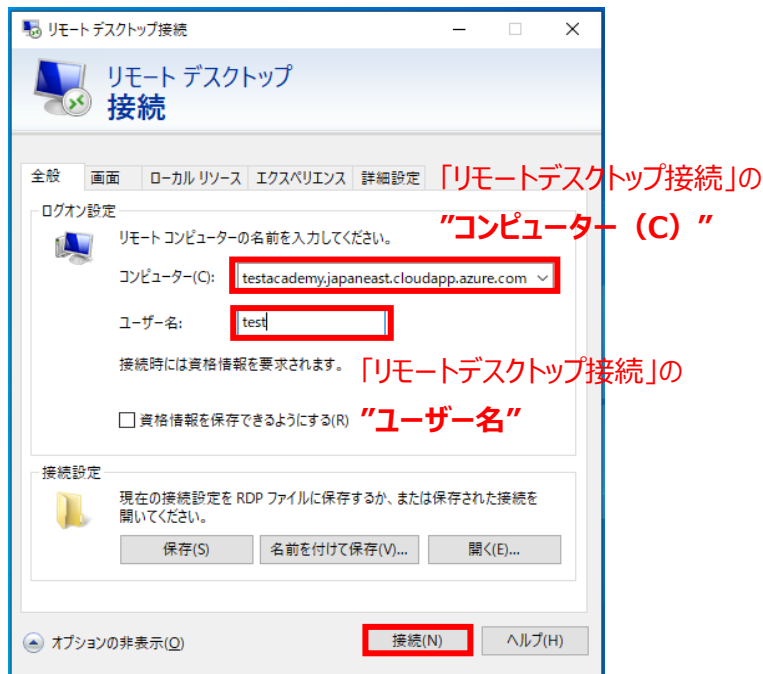 リモート デスクトップ接続
リモート デスクトップ
接続
全般 画面 ローカル リソース エクスペリエンス 詳細設定
「リモートデスクトップ接続」の
”コンピューター（C）”
ログオン設定
リモート コンピューターの名前を入力してください。
コンピューター(C): testacademy.japaneast.cloudapp.azure.com
ユーザー名: test
接続時には資格情報を要求されます。
「リモートデスクトップ接続」の
”ユーザー名”
資格情報を保存できるようにする(R)
接続設定
現在の接続設定を RDP ファイルに保存するか、または保存された接続を
開いてください。
保存(S) 名前を付けて保存(V)... 開く(E)...
オプションの非表示(O) 接続(N) ヘルプ(H)